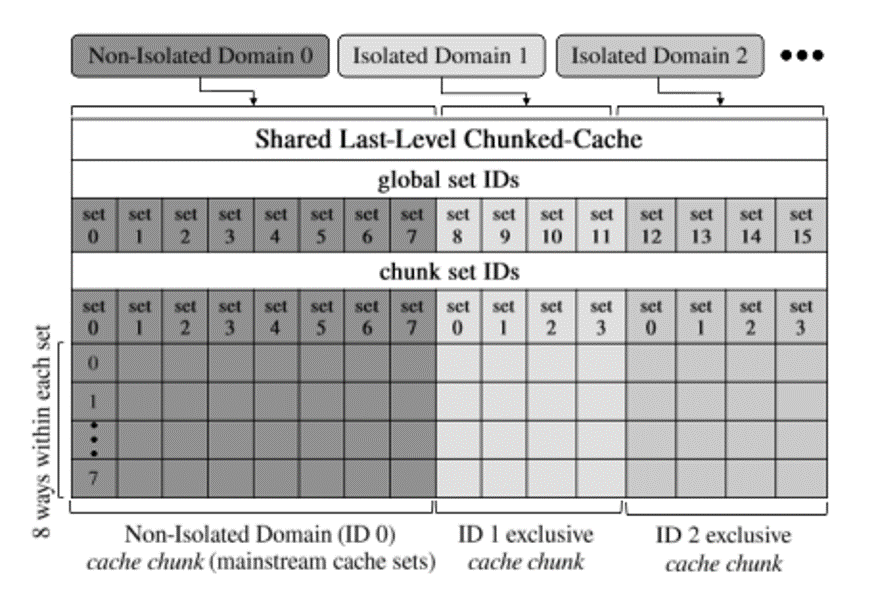 Non-Isolated Domain 0
Isolated Domain 1
Isolated Domain 2
•••
Shared Last-Level Chunked-Cache
global set IDs
set set set set set set set set set set set set set set set set
0 1 2 3 4 5 6 7 8 9 10 11 12 13 14 15
chunk set IDs
set set set set set set set set set set set set set set set set
0 1 2 3 4 5 6 7 0 1 2 3 0 1 2 3
8 ways within each set
0
1
7
Non-Isolated Domain (ID 0)
cache chunk (mainstream cache sets)
ID 1 exclusive
cache chunk
ID 2 exclusive
cache chunk